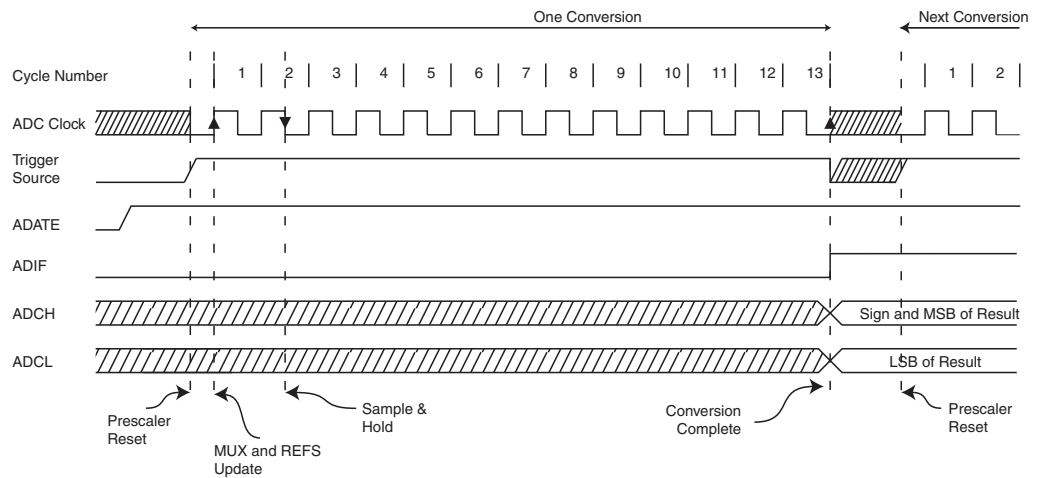 One Conversion
Next Conversion
Cycle Number
1 2 3 4 5 6 7 8 9 10 11 12 13 1 2
ADC Clock
Trigger
Source
ADATE
ADIF
ADCH
Sign and MSB of Result
ADCL
LSB of Result
Prescaler
Reset
MUX and REFS
Update
Sample &
Hold
Conversion
Complete
Prescaler
Reset